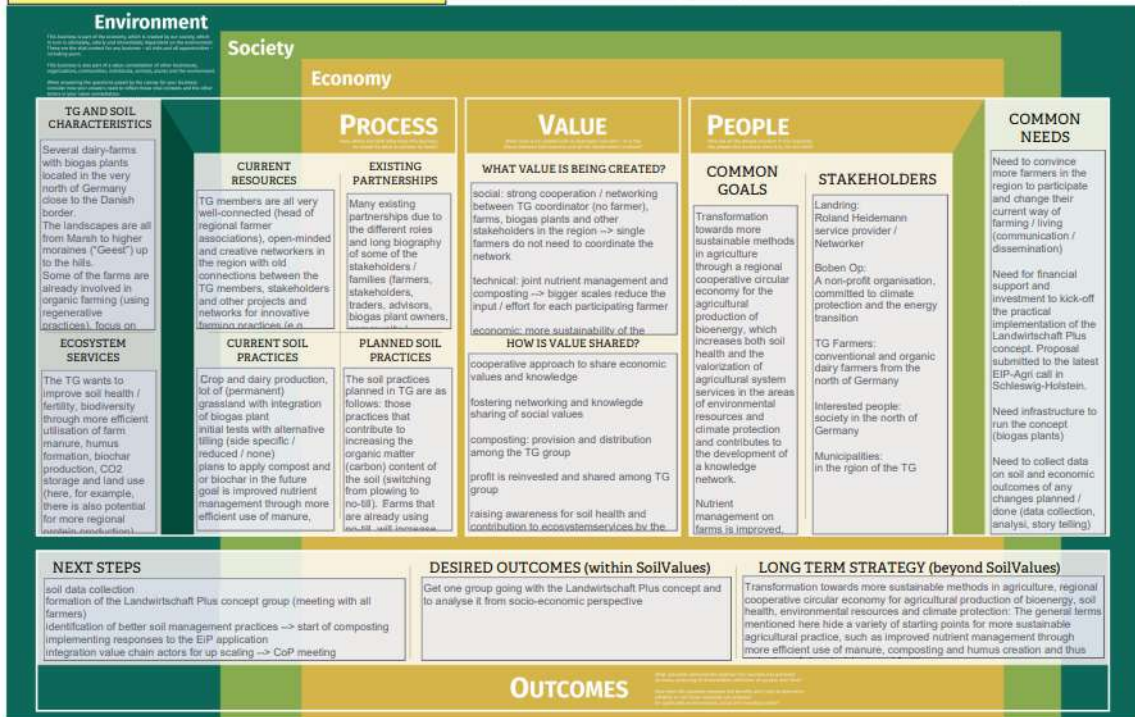 Environment
Society
Economy
TG AND SOIL
CHARACTERISTICS
Several dairy-farms
with biogas plants
located in the very
north of Germany
close to the Danish
border.
The landscapes are all
from Marsh to higher
moraines ("Geest") up
to the hills.
Some of the farms are
already involved in
organic farming (using
regenerative
practices), focus on
ECOSYSTEM
SERVICES
The TG wants to
improve soil health /
fertility, biodiversity
through more efficient
utilisation of farm
manure, humus
formation, biochar
production, CO2
storage and land use
(here, for example,
there is also potential
for more regional
protein production)
PROCESS
CURRENT
RESOURCES
TG members are all very
well-connected (head of
regional farmer
associations), open-minded
and creative networkers in
the region with old
connections between the
TG members, stakeholders
and other projects and
networks for innovative
farming practices (e.g.
EXISTING
PARTNERSHIPS
Many existing
partnerships due to
the different roles
and long biography
of some of the
stakeholders /
families (farmers,
stakeholders,
traders, advisors,
biogas plant owners,
CURRENT SOIL
PRACTICES
Crop and dairy production,
lot of (permanent)
grassland with integration
of biogas plant
initial tests with alternative
tilling (side specific /
reduced / none)
plans to apply compost and
or biochar in the future
goal is improved nutrient
management through more
efficient use of manure,
PLANNED SOIL
PRACTICES
The soil practices
planned in TG are as
follows: those
practices that
contribute to
increasing the
organic matter
(carbon) content of
the soil (switching
from plowing to
no-till). Farms that
are already using
no-till, will increase
VALUE
WHAT VALUE IS BEING CREATED?
social: strong cooperation / networking
between TG coordinator (no farmer),
farms, biogas plants and other
stakeholders in the region --> single
farmers do not need to coordinate the
network
technical: joint nutrient management and
composting --> bigger scales reduce the
input / effort for each participating farmer
economic: more sustainability of the
HOW IS VALUE SHARED?
cooperative approach to share economic
values and knowledge
fostering networking and knowlegde
sharing of social values
composting: provision and distribution
among the TG group
profit is reinvested and shared among TG
group
raising awareness for soil health and
contribution to ecosystemservices by the
PEOPLE
COMMON
GOALS
Transformation
towards more
sustainable methods
in agriculture
through a regional
cooperative circular
economy for the
agricultural
production of
bioenergy, which
increases both soil
health and the
valorization of
agricultural system
services in the areas
of environmental
resources and
climate protection
and contributes to
the development of
a knowledge
network.
Nutrient
management on
farms is improved,
STAKEHOLDERS
Landring:
Roland Heidemann
service provider /
Networker
Boben Op:
A non-profit organisation,
committed to climate
protection and the energy
transition
TG Farmers:
conventional and organic
dairy farmers from the
north of Germany
Interested people:
society in the north of
Germany
Municipalities:
in the rgion of the TG
COMMON
NEEDS
Need to convince
more farmers in the
region to participate
and change their
current way of
farming / living
(communication /
dissemination)
Need for financial
support and
investment to kick-off
the practical
implementation of the
Landwirtschaft Plus
concept. Proposal
submitted to the latest
EIP-Agri call in
Schleswig-Holstein.
Need infrastructure to
run the concept
(biogas plants)
Need to collect data
on soil and economic
outcomes of any
changes planned /
done (data collection,
analysi, story telling)
NEXT STEPS
soil data collection
formation of the Landwirtschaft Plus concept group (meeting with all
farmers)
identifcation of better soil management practices --> start of composting
implementing responses to the EiP application
integration value chain actors for up scaling --> CoP meeting
DESIRED OUTCOMES (within SoilValues)
Get one group going with the Landwirtschaft Plus concept and
to analyse it from socio-economic perspective
LONG TERM STRATEGY (beyond SoilValues)
Transformation towards more sustainable methods in agriculture, regional
cooperative circular economy for agricultural production of bioenergy, soil
health, environmental resources and climate protection: The general terms
mentioned here hide a variety of starting points for more sustainable
agricultural practice, such as improved nutrient management through
more efficient use of manure, composting and humus creation and thus
OUTCOMES